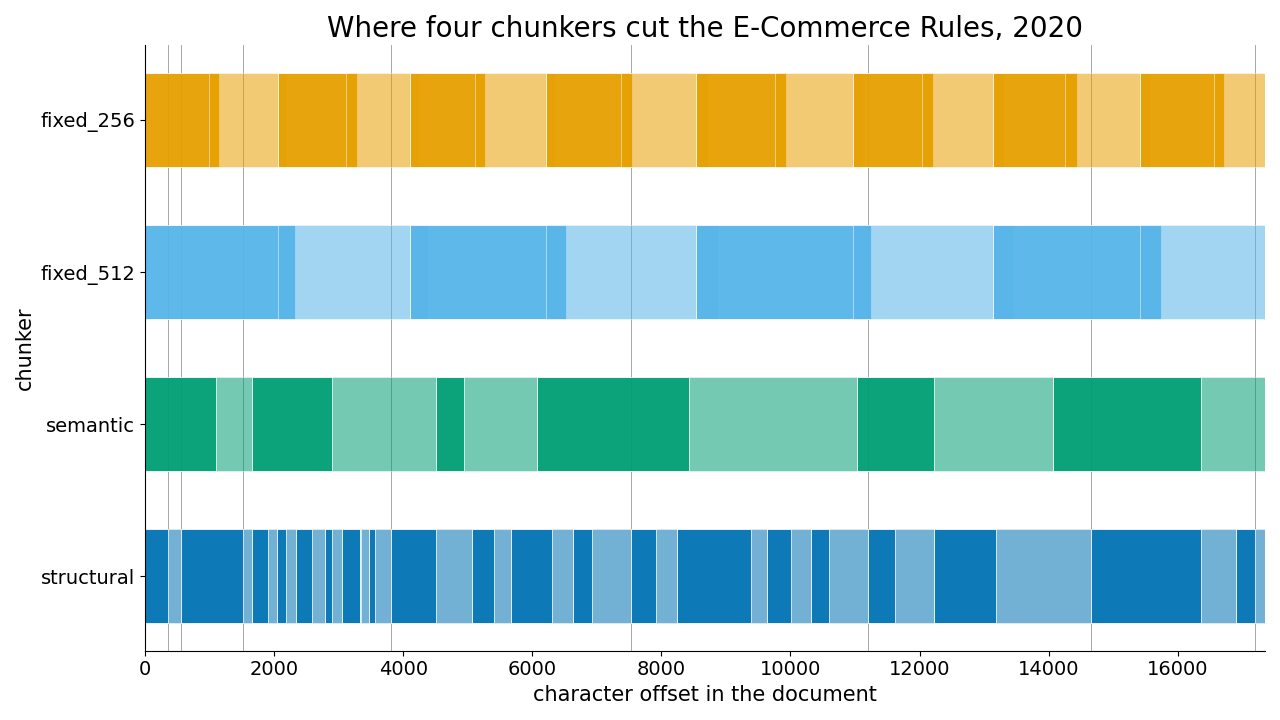 Where four chunkers cut the E-Commerce Rules, 2020
chunker
fixed_256
fixed_512
semantic
structural
0 2000 4000 6000 8000 10000 12000 14000 16000
character offset in the document